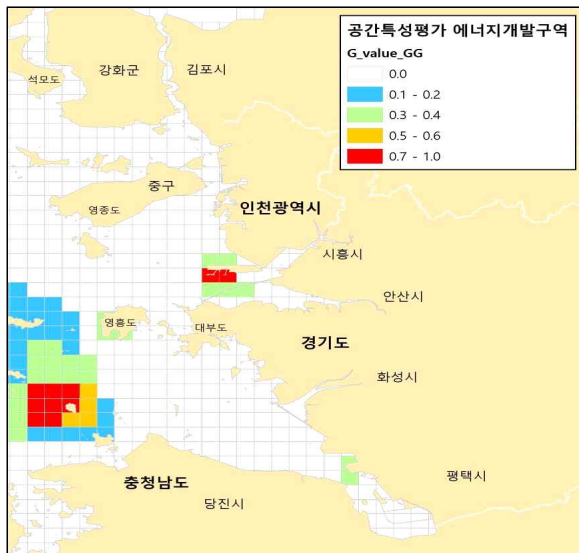 공간특성평가 에너지개발구역
G_value_GG
0.0
0.1 - 0.2
0.3 - 0.4
0.5 - 0.6
0.7 - 1.0
강화군
김포시
석모도
중구
영종도
인천광역시
시흥시
안산시
영흥도
대부도
경기도
화성시
평택시
충청남도
당진시